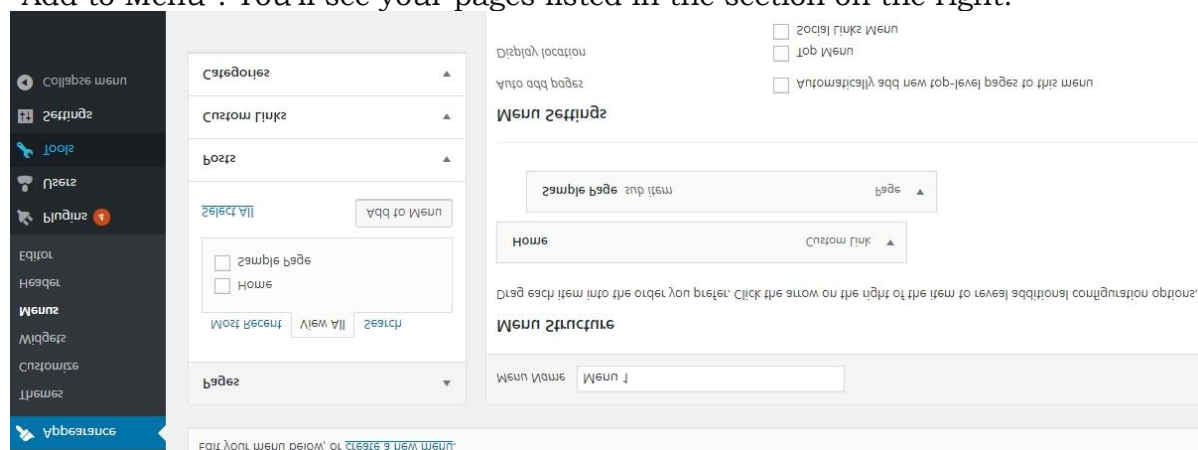 "Add to Menu". You'll see your pages listed in the section on the right.
Edit your menu below, or create a new menu.
Appearance
Themes
Customize
Widgets
Menus
Header
Editor
Plugins 4
Users
Tools
Settings
Collapse menu
Pages
Most Recent View All Search
Home
Sample Page
Select All Add to Menu
Posts
Custom Links
Categories
Menu Name Menu 1
Menu Structure
Drag each item into the order you prefer. Click the arrow on the right of the item to reveal additional configuration options.
Home Custom Link
Sample Page sub item Page
Menu Settings
Auto add pages Automatically add new top-level pages to this menu
Display location Top Menu
Social Links Menu